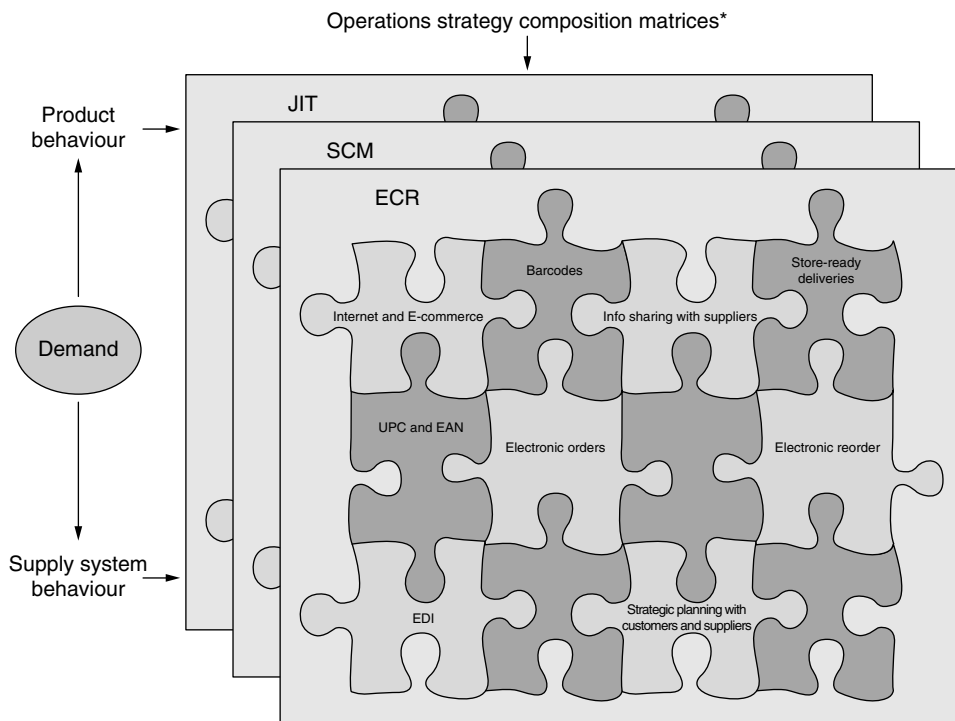 Operations strategy composition matrices*
JIT
Product
behaviour
SCM
ECR
Barcodes
Store-ready
deliveries
Internet and E-commerce
Info sharing with suppliers
Demand
UPC and EAN
Electronic orders
Electronic reorder
Supply system
behaviour
EDI
Strategic planning with
customers and suppliers